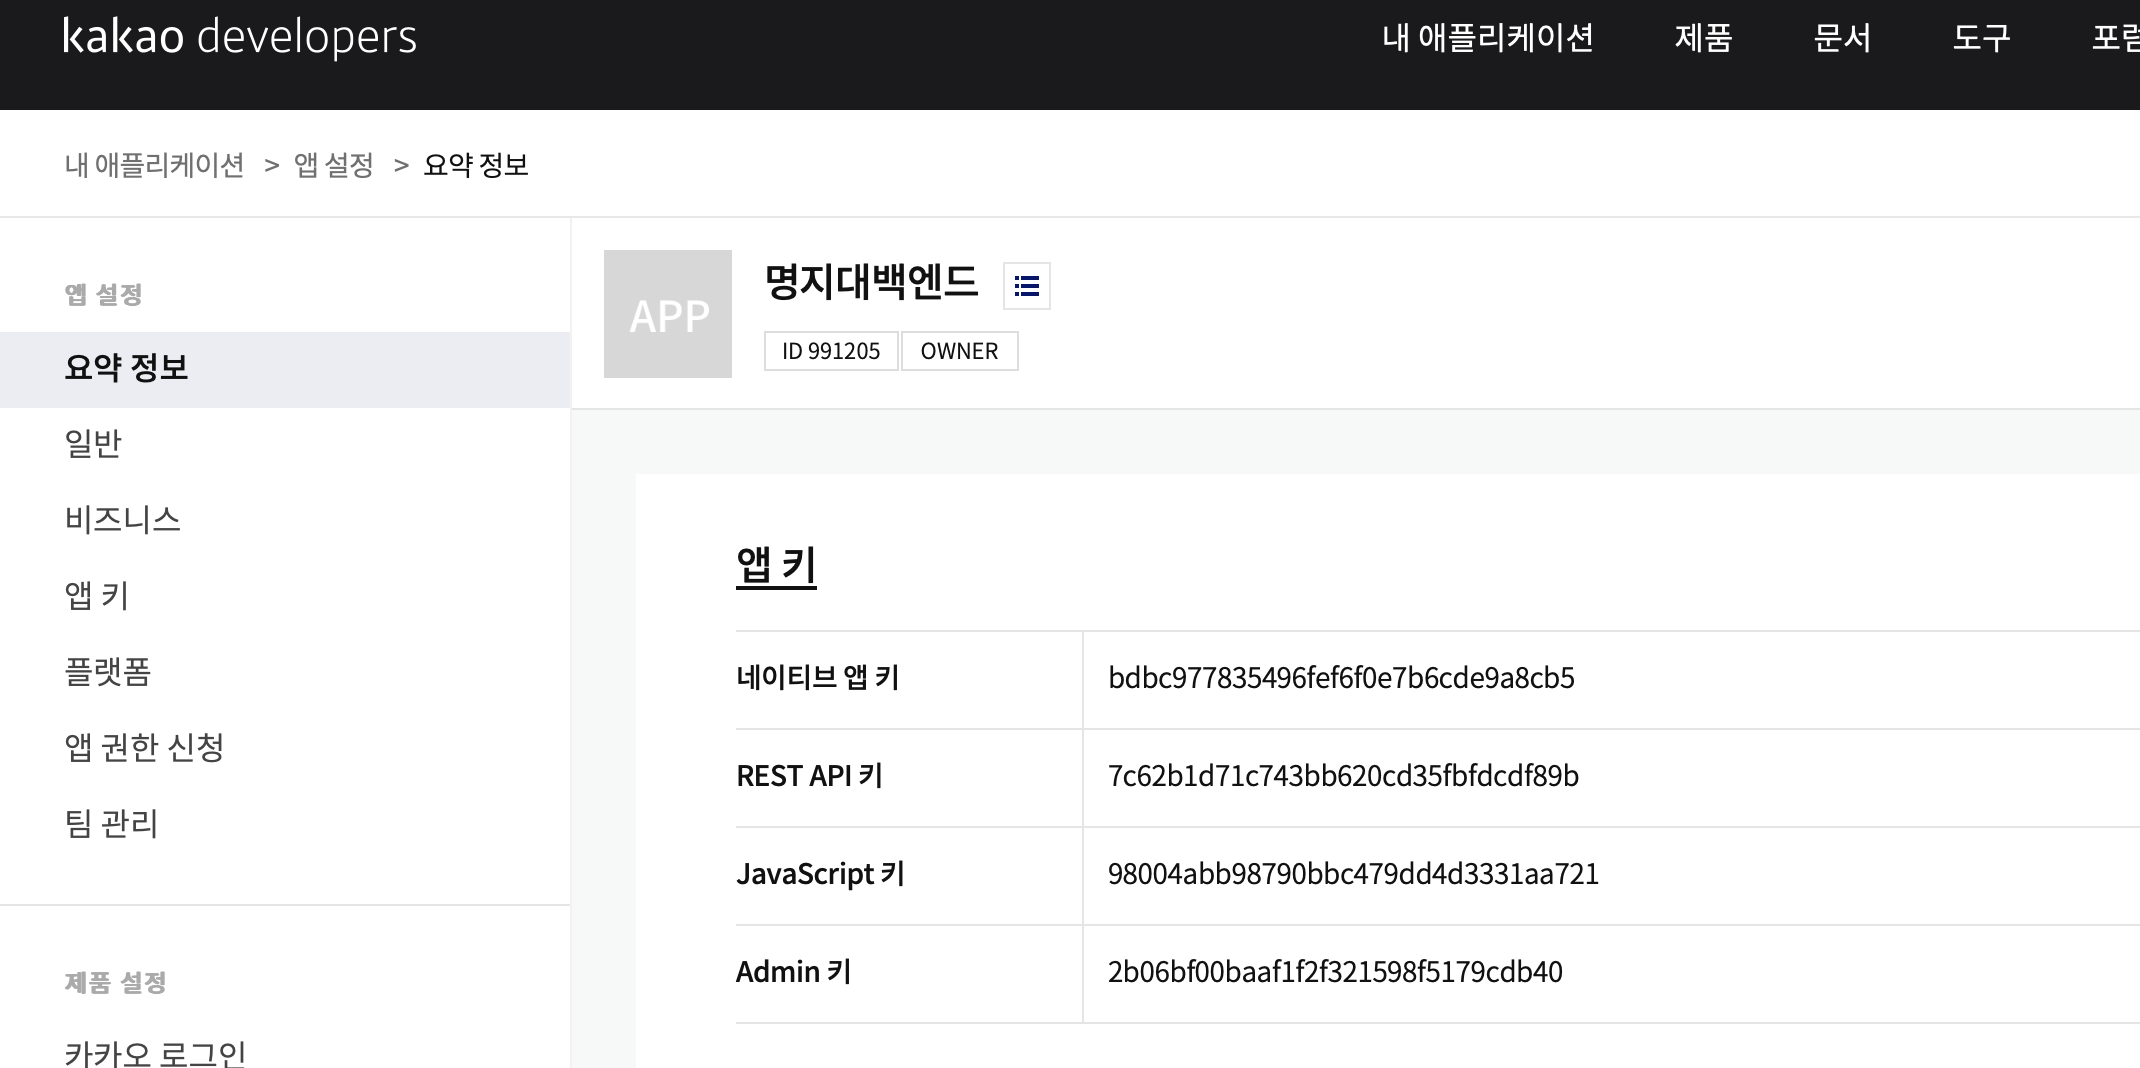 kakao developers
내 애플리케이션 제품 문서 도구
내 애플리케이션 > 앱 설정 > 요약 정보
앱 설정
요약 정보
일반
비즈니스
앱 키
플랫폼
앱 권한 신청
팀 관리
제품 설정
카카오 로그인
APP
명지대백엔드
ID 991205 OWNER
앱 키
네이티브 앱 키 bdbc977835496fef6f0e7b6cde9a8cb5
REST API 키 7c62b1d71c743bb620cd35fbfdcdf89b
JavaScript 키 98004abb98790bbc479dd4d3331aa721
Admin 키 2b06bf00baaf1f2f321598f5179cdb40